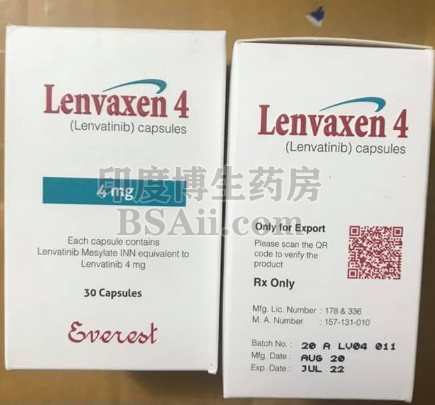 Lenvaxen 4
(Lenvatinib) capsules
4 mg
Each capsule contains
Lenvatinib Mesylate INN equivalent to
Lenvatinib 4 mg
30 Capsules
Everest
Lenvaxen 4
(Lenvatinib) capsules
Only for Export
Please scan the QR
code to verify the
product
Rx Only
Mfg. Lic. Number : 178 & 336
M. A. Number : 157-131-010
Batch No. : 20 A LV04 011
Mfg. Date : AUG 20
Exp. Date : JUL 22
印度博生药房
BSAii.com